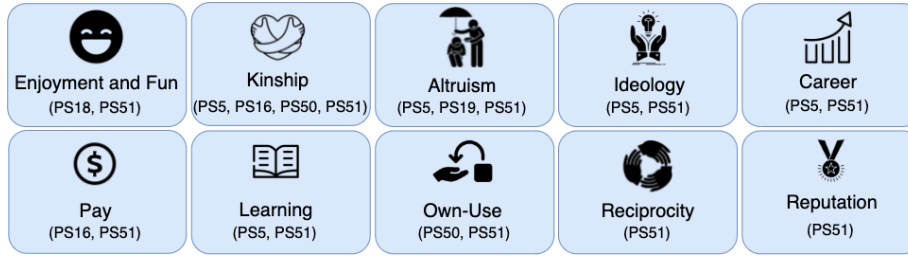 Enjoyment and Fun
(PS18, PS51)
Kinship
(PS5, PS16, PS50, PS51)
Altruism
(PS5, PS19, PS51)
Ideology
(PS5, PS51)
Career
(PS5, PS51)
$
Pay
(PS16, PS51)
Learning
(PS5, PS51)
Own-Use
(PS50, PS51)
Reciprocity
(PS51)
Reputation
(PS51)